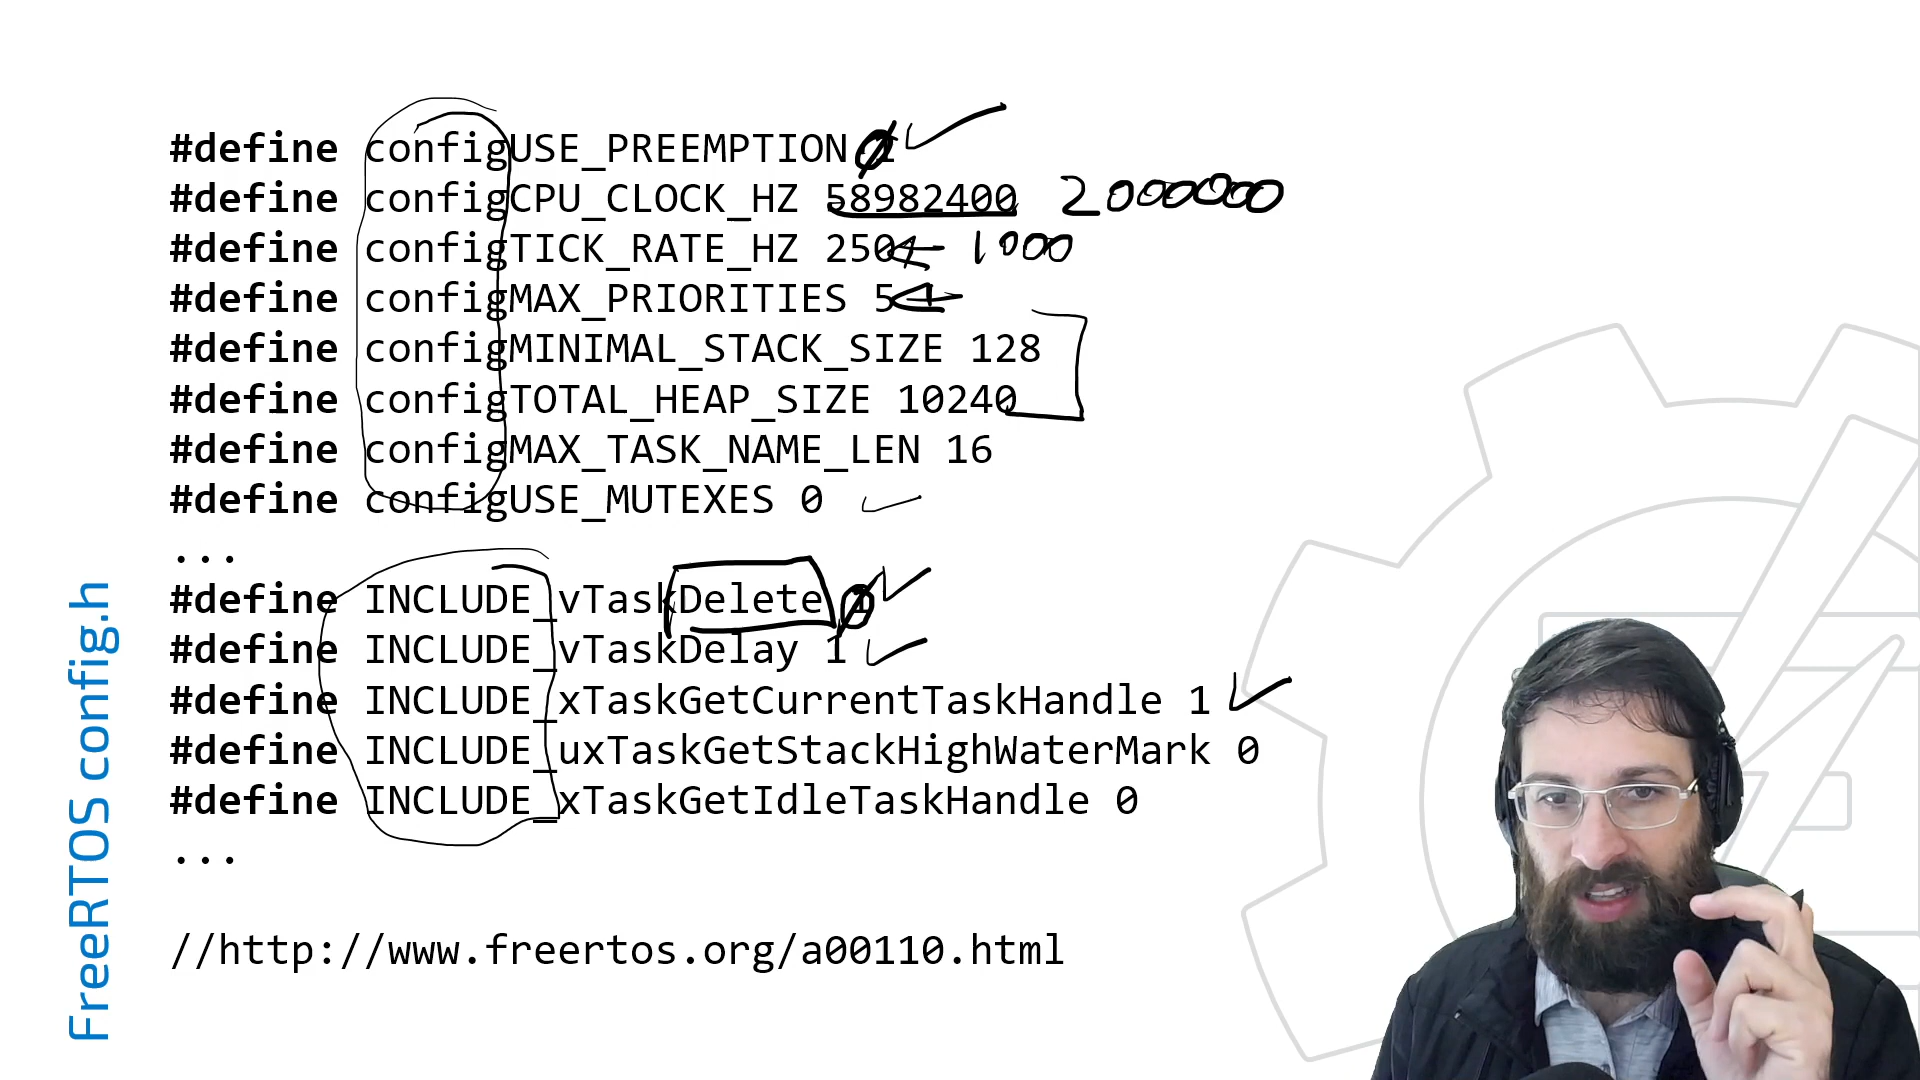 #define configUSE_PREEMPTION 0
#define configCPU_CLOCK_HZ 58982400 20000000
#define configTICK_RATE_HZ 250 1000
#define configMAX_PRIORITIES 5
#define configMINIMAL_STACK_SIZE 128
#define configTOTAL_HEAP_SIZE 10240
#define configMAX_TASK_NAME_LEN 16
#define configUSE_MUTEXES 0
...
#define INCLUDE_vTaskDelete 0
#define INCLUDE_vTaskDelay 1
#define INCLUDE_xTaskGetCurrentTaskHandle 1
#define INCLUDE_uxTaskGetStackHighWaterMark 0
#define INCLUDE_xTaskGetIdleTaskHandle 0
...
//http://www.freertos.org/a00110.html
FreeRTOS config.h